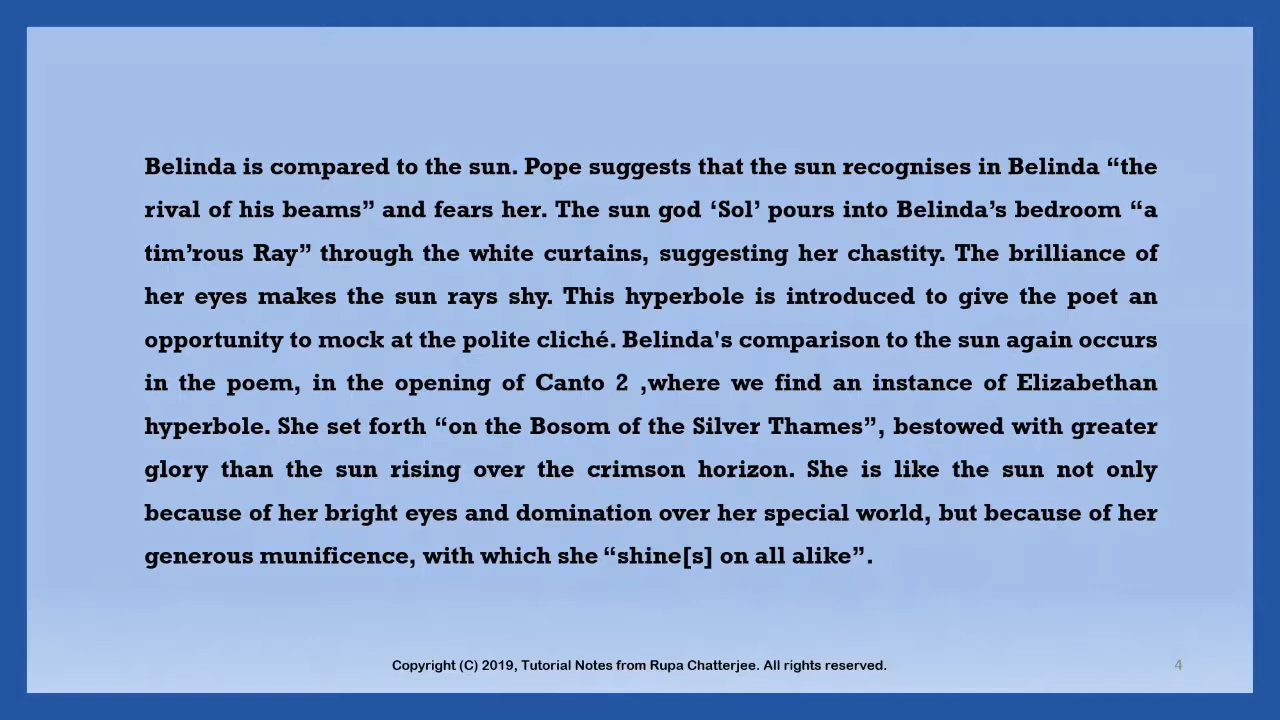 Belinda is compared to the sun. Pope suggests that the sun recognises in Belinda “the
rival of his beams” and fears her. The sun god ‘Sol’ pours into Belinda’s bedroom “a
tim’rous Ray” through the white curtains, suggesting her chastity. The brilliance of
her eyes makes the sun rays shy. This hyperbole is introduced to give the poet an
opportunity to mock at the polite cliché. Belinda's comparison to the sun again occurs
in the poem, in the opening of Canto 2 ,where we find an instance of Elizabethan
hyperbole. She set forth “on the Bosom of the Silver Thames”, bestowed with greater
glory than the sun rising over the crimson horizon. She is like the sun not only
because of her bright eyes and domination over her special world, but because of her
generous munificence, with which she “shine[s] on all alike”.
Copyright (C) 2019, Tutorial Notes from Rupa Chatterjee. All rights reserved.
4